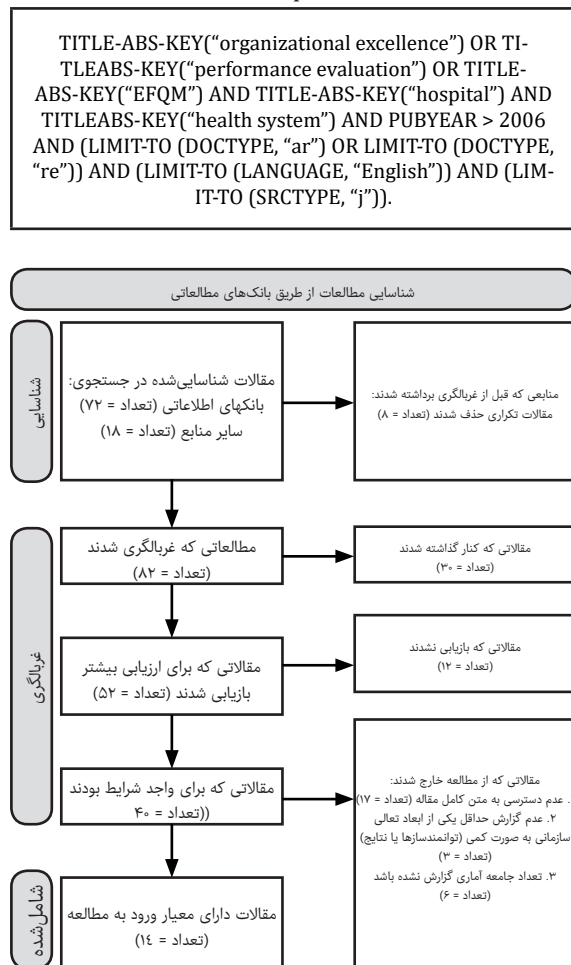 TITLE-ABS-KEY(“organizational excellence”) OR TI-
TLEABS-KEY(“performance evaluation”) OR TITLE-
ABS-KEY(“EFQM”) AND TITLE-ABS-KEY(“hospital”) AND
TITLEABS-KEY(“health system”) AND PUBYEAR > 2006
AND (LIMIT-TO (DOCTYPE, “ar”) OR LIMIT-TO (DOCTYPE,
“re”)) AND (LIMIT-TO (LANGUAGE, “English”)) AND (LIM-
IT-TO (SRCTYPE, “j”)).
شناسایی مطالعات از طریق بانک‌های مطالعاتی
شناسایی
مقالات شناسایی‌شده در جستجوی:
بانکهای اطلاعاتی (تعداد = ۷۲)
سایر منابع (تعداد = ۱۸)
منابعی که قبل از غربالگری برداشته شدند:
مقالات تکراری حذف شدند (تعداد = ۸)
غربالگری
مطالعاتی که غربالگری شدند
(تعداد = ۸۲)
مقالاتی که کنار گذاشته شدند
(تعداد = ۳۰)
مقالاتی که برای ارزیابی بیشتر
بازیابی شدند (تعداد = ۵۲)
مقالاتی که بازیابی نشدند
(تعداد = ۱۲)
مقالاتی که برای واجد شرایط بودند
((تعداد = ۴۰
مقالاتی که از مطالعه خارج شدند:
. عدم دسترسی به متن کامل مقاله (تعداد = ۱۷)
۲. عدم گزارش حداقل یکی از ابعاد تعالی
سازمانی به صورت کمی (توانمندسازها یا نتایج)
(تعداد = ۳)
۳. تعداد جامعه آماری گزارش نشده باشد
(تعداد = ۶)
شامل‌شده
مقالات دارای معیار ورود به مطالعه
(تعداد = ١٤)